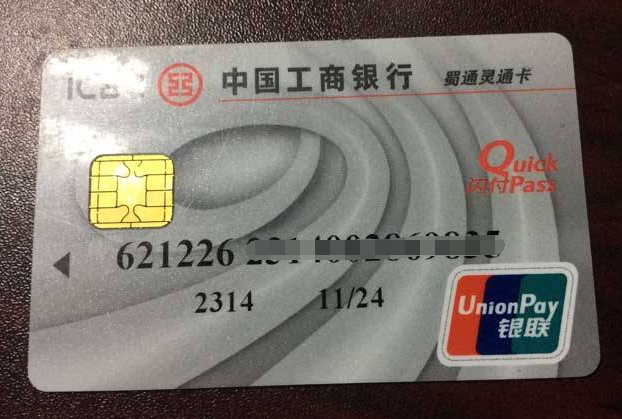 ICBC 中国工商银行 蜀通灵通卡
Quick
闪付Pass
621226
2314 11/24
UnionPay
银联